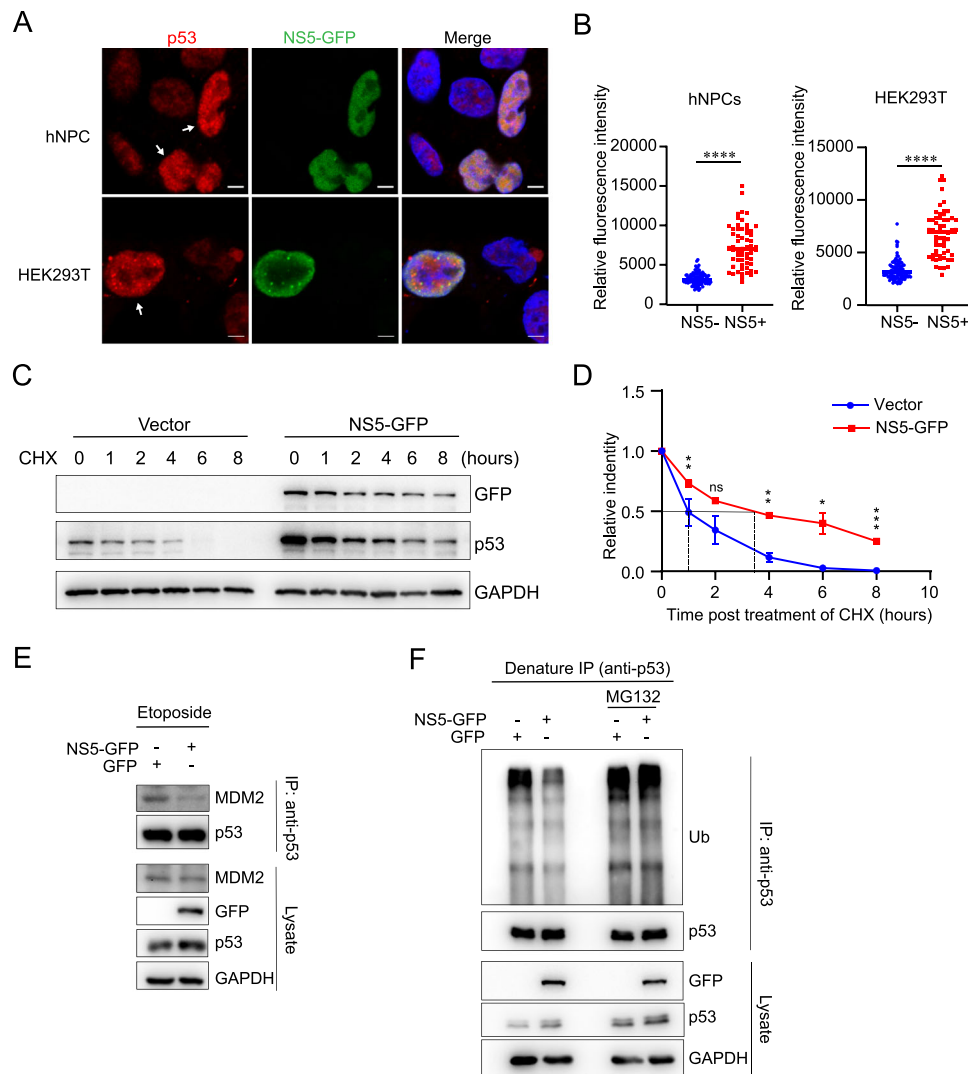 A
p53
NS5-GFP
Merge
hNPC
HEK293T
B
hNPCs
HEK293T
Relative fluorescence intensity
20000
15000
10000
5000
0
****
NS5- NS5+
Relative fluorescence intensity
15000
10000
5000
0
****
NS5- NS5+
C
Vector
NS5-GFP
CHX 0 1 2 4 6 8 0 1 2 4 6 8 (hours)
GFP
p53
GAPDH
D
Relative indentity
1.5
1.0
0.5
0.0
Vector
NS5-GFP
**
ns
**
*
***
0 2 4 6 8 10
Time post treatment of CHX (hours)
E
Etoposide
NS5-GFP - +
GFP + -
MDM2
p53
IP: anti-p53
MDM2
GFP
p53
GAPDH
Lysate
F
Denature IP (anti-p53)
MG132
NS5-GFP - + - +
GFP + - + -
Ub
p53
IP: anti-p53
GFP
p53
GAPDH
Lysate